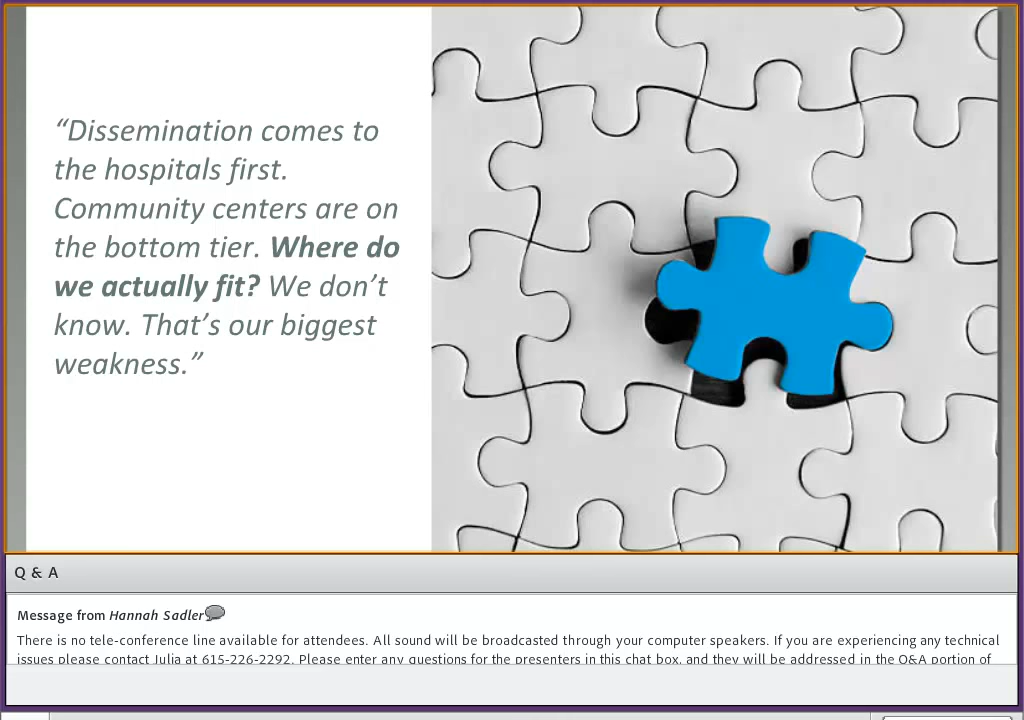 “Dissemination comes to
the hospitals first.
Community centers are on
the bottom tier. Where do
we actually fit? We don’t
know. That’s our biggest
weakness.”
Q & A
Message from Hannah Sadler
There is no tele-conference line available for attendees. All sound will be broadcasted through your computer speakers. If you are experiencing any technical
issues please contact Julia at 615-226-2292. Please enter any questions for the presenters in this chat box, and they will be addressed in the Q&A portion of